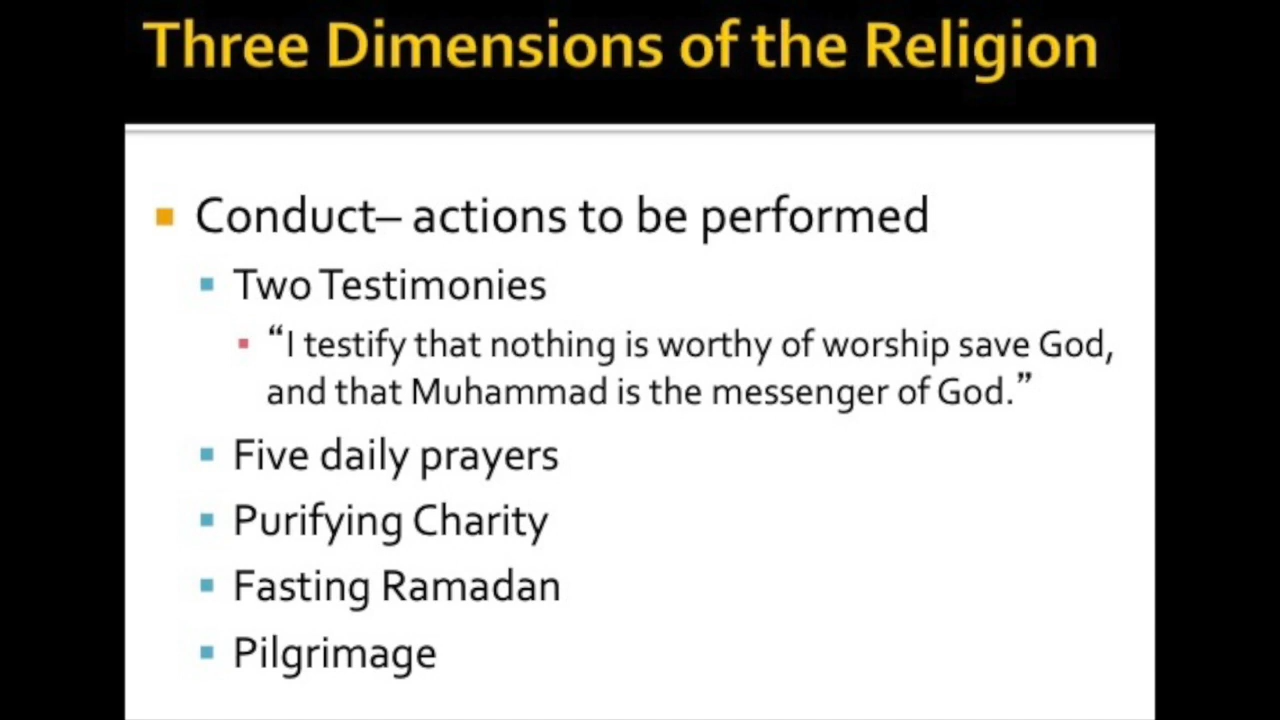 Three Dimensions of the Religion
Conduct– actions to be performed
Two Testimonies
“I testify that nothing is worthy of worship save God,
and that Muhammad is the messenger of God.”
Five daily prayers
Purifying Charity
Fasting Ramadan
Pilgrimage